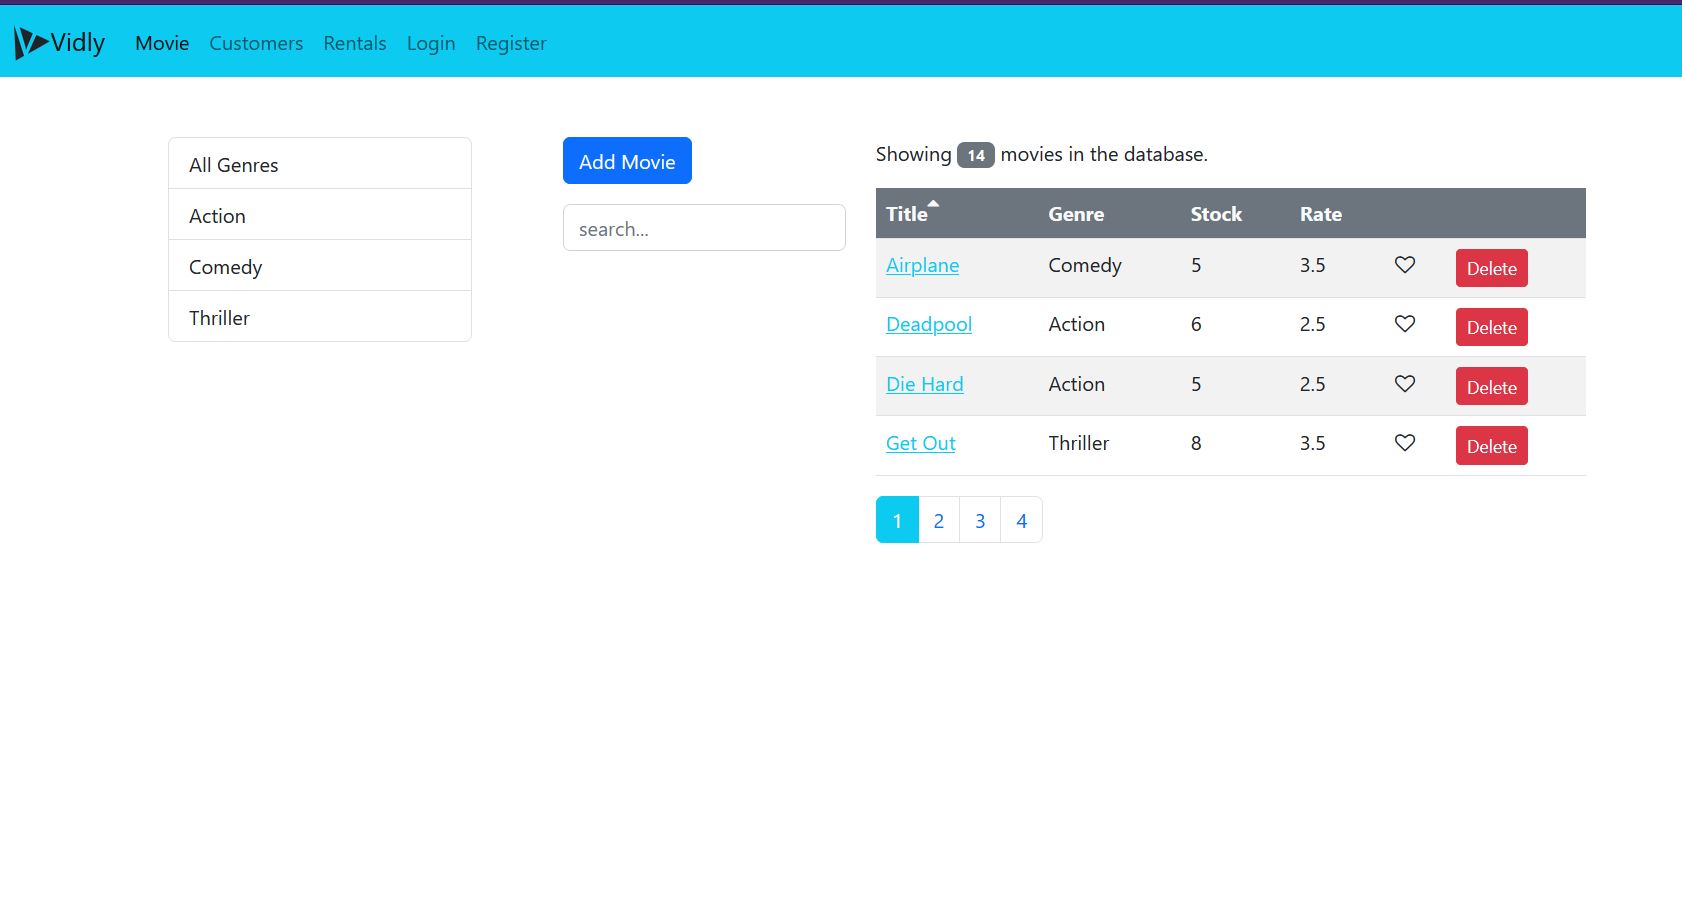 Vidly Movie Customers Rentals Login Register
All Genres
Action
Comedy
Thriller
Add Movie
search...
Showing 14 movies in the database.
Title Genre Stock Rate
Airplane Comedy 5 3.5 Delete
Deadpool Action 6 2.5 Delete
Die Hard Action 5 2.5 Delete
Get Out Thriller 8 3.5 Delete
1 2 3 4